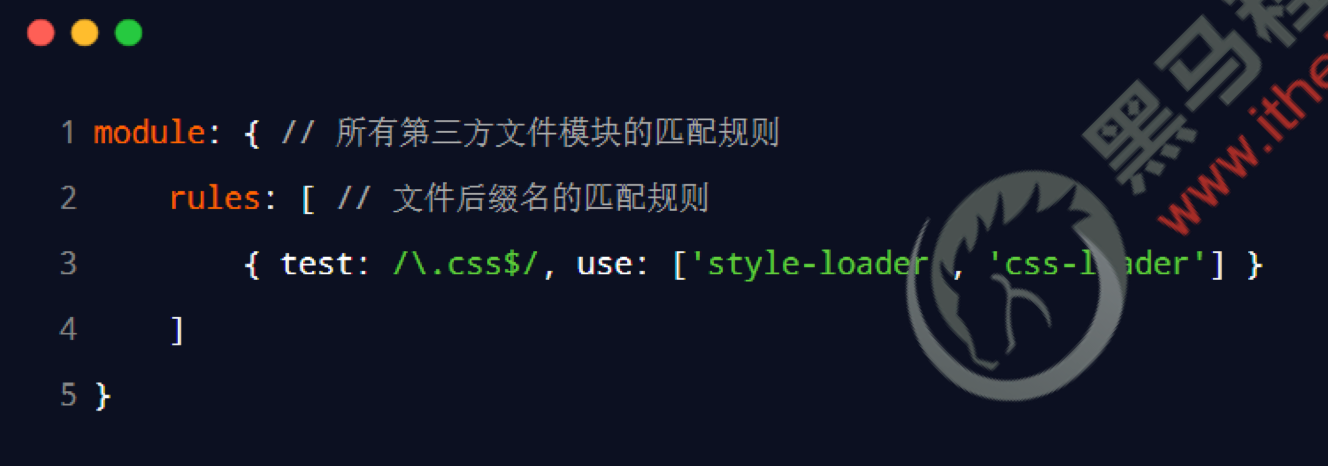 黑马程
www.ithe
1 module: { // 所有第三方文件模块的匹配规则
2 rules: [ // 文件后缀名的匹配规则
3 { test: /\.css$/, use: ['style-loader', 'css-loader'] }
4 ]
5 }